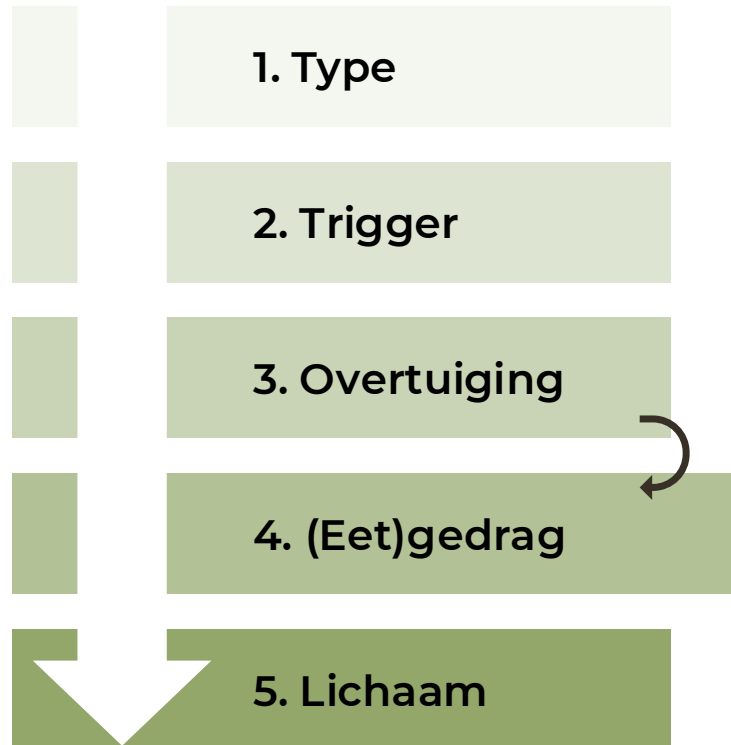 1. Type
2. Trigger
3. Overtuiging
4. (Eet)gedrag
5. Lichaam